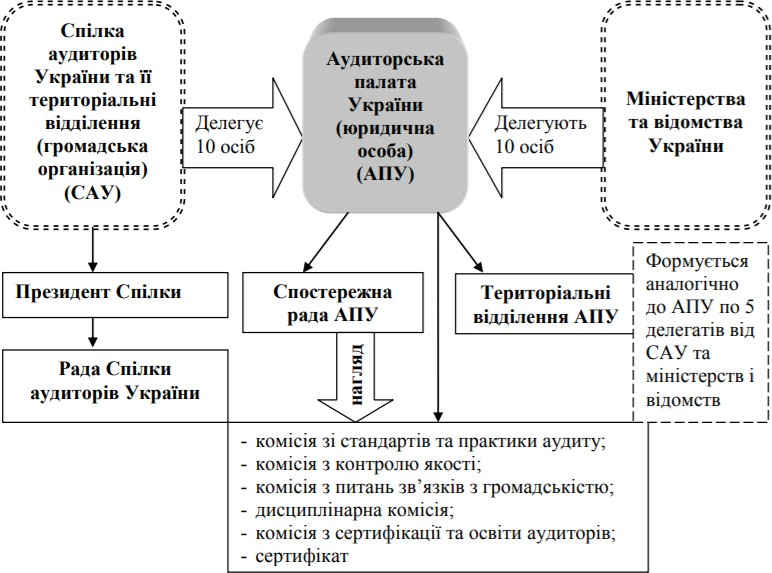 Спілка
аудиторів
України та її
територіальні
відділення
(громадська
організація)
(САУ)
Делегує
10 осіб
Аудиторська
палата
України
(юридична
особа)
(АПУ)
Делегують
10 осіб
Міністерства
та відомства
України
Президент Спілки
Рада Спілки
аудиторів України
Спостережна
рада АПУ
нагляд
Територіальні
відділення АПУ
Формується
аналогічно
до АПУ по 5
делегатів від
САУ та
міністерств і
відомств
- комісія зі стандартів та практики аудиту;
- комісія з контролю якості;
- комісія з питань зв’язків з громадськістю;
- дисциплінарна комісія;
- комісія з сертифікації та освіти аудиторів;
- сертифікат